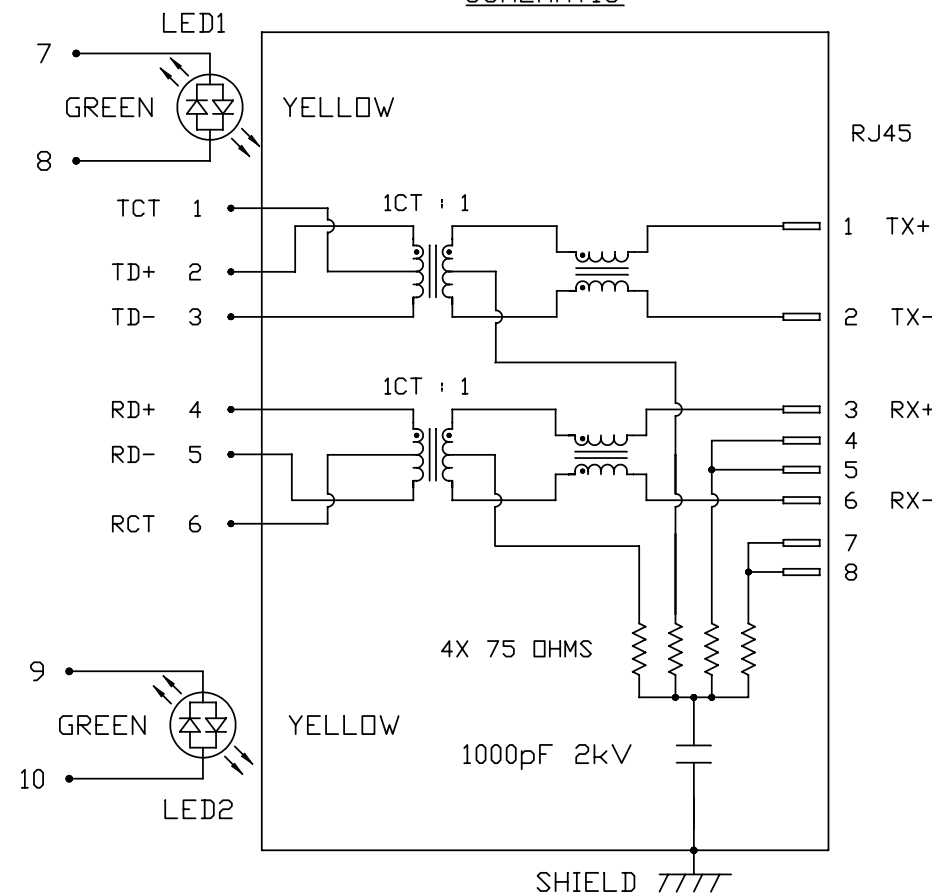 SCHEMATIC
LED1
7
GREEN
YELLOW
8
RJ45
TCT 1
1CT : 1
1 TX+
TD+ 2
TD- 3
2 TX-
1CT : 1
RD+ 4
3 RX+
4
RD- 5
5
6 RX-
RCT 6
7
8
4X 75 OHMS
9
GREEN
YELLOW
1000pF 2kV
10
LED2
SHIELD